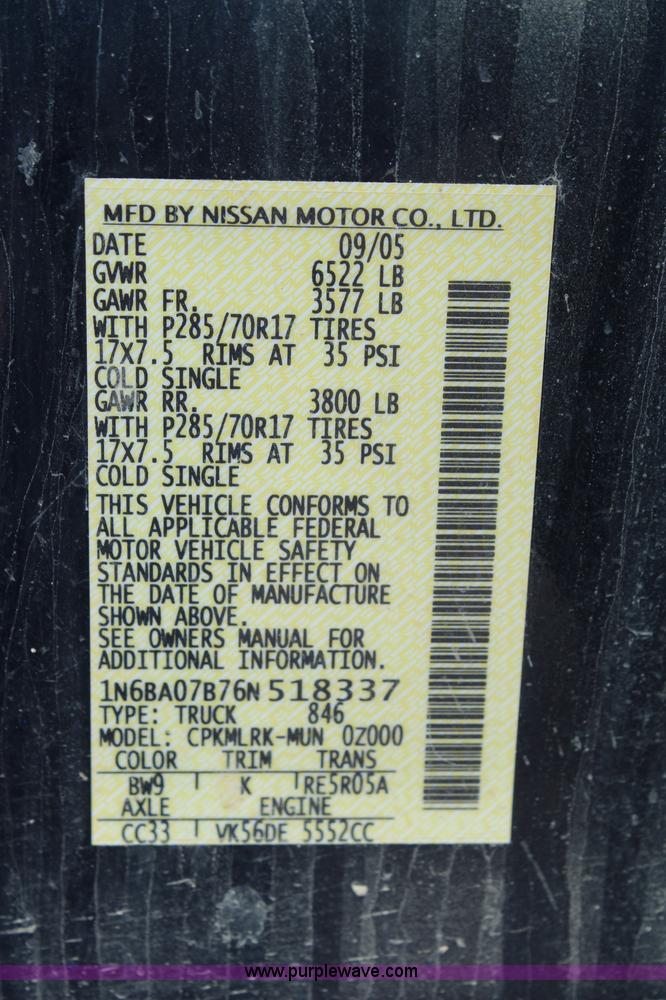 MFD BY NISSAN MOTOR CO., LTD.
DATE 09/05
GVWR 6522 LB
GAWR FR. 3577 LB
WITH P285/70R17 TIRES
17X7.5 RIMS AT 35 PSI
COLD SINGLE
GAWR RR. 3800 LB
WITH P285/70R17 TIRES
17X7.5 RIMS AT 35 PSI
COLD SINGLE
THIS VEHICLE CONFORMS TO
ALL APPLICABLE FEDERAL
MOTOR VEHICLE SAFETY
STANDARDS IN EFFECT ON
THE DATE OF MANUFACTURE
SHOWN ABOVE.
SEE OWNERS MANUAL FOR
ADDITIONAL INFORMATION.
1N6BA07B76N518337
TYPE: TRUCK 846
MODEL: CPKMLRK-MUN 0Z000
COLOR TRIM TRANS
BW9 K RE5R05A
AXLE ENGINE
CC33 VK56DE 5552CC
www.purplewave.com